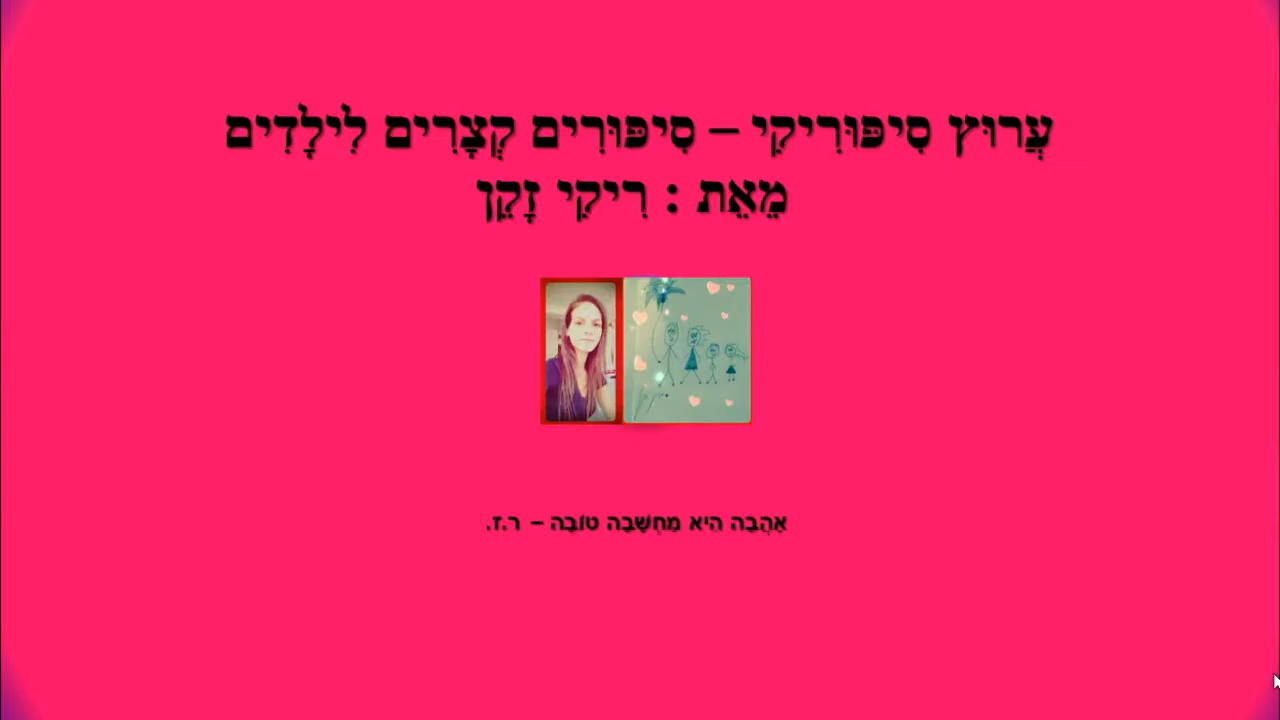 עֲרוּץ סִיפּוּרִיקִי – סִיפּוּרִים קְצָרִים לִילָדִים
מֵאֵת : רִיקִי זָקֵן
אַהֲבָה הִיא מַחְשָׁבָה טוֹבָה – ר.ז.